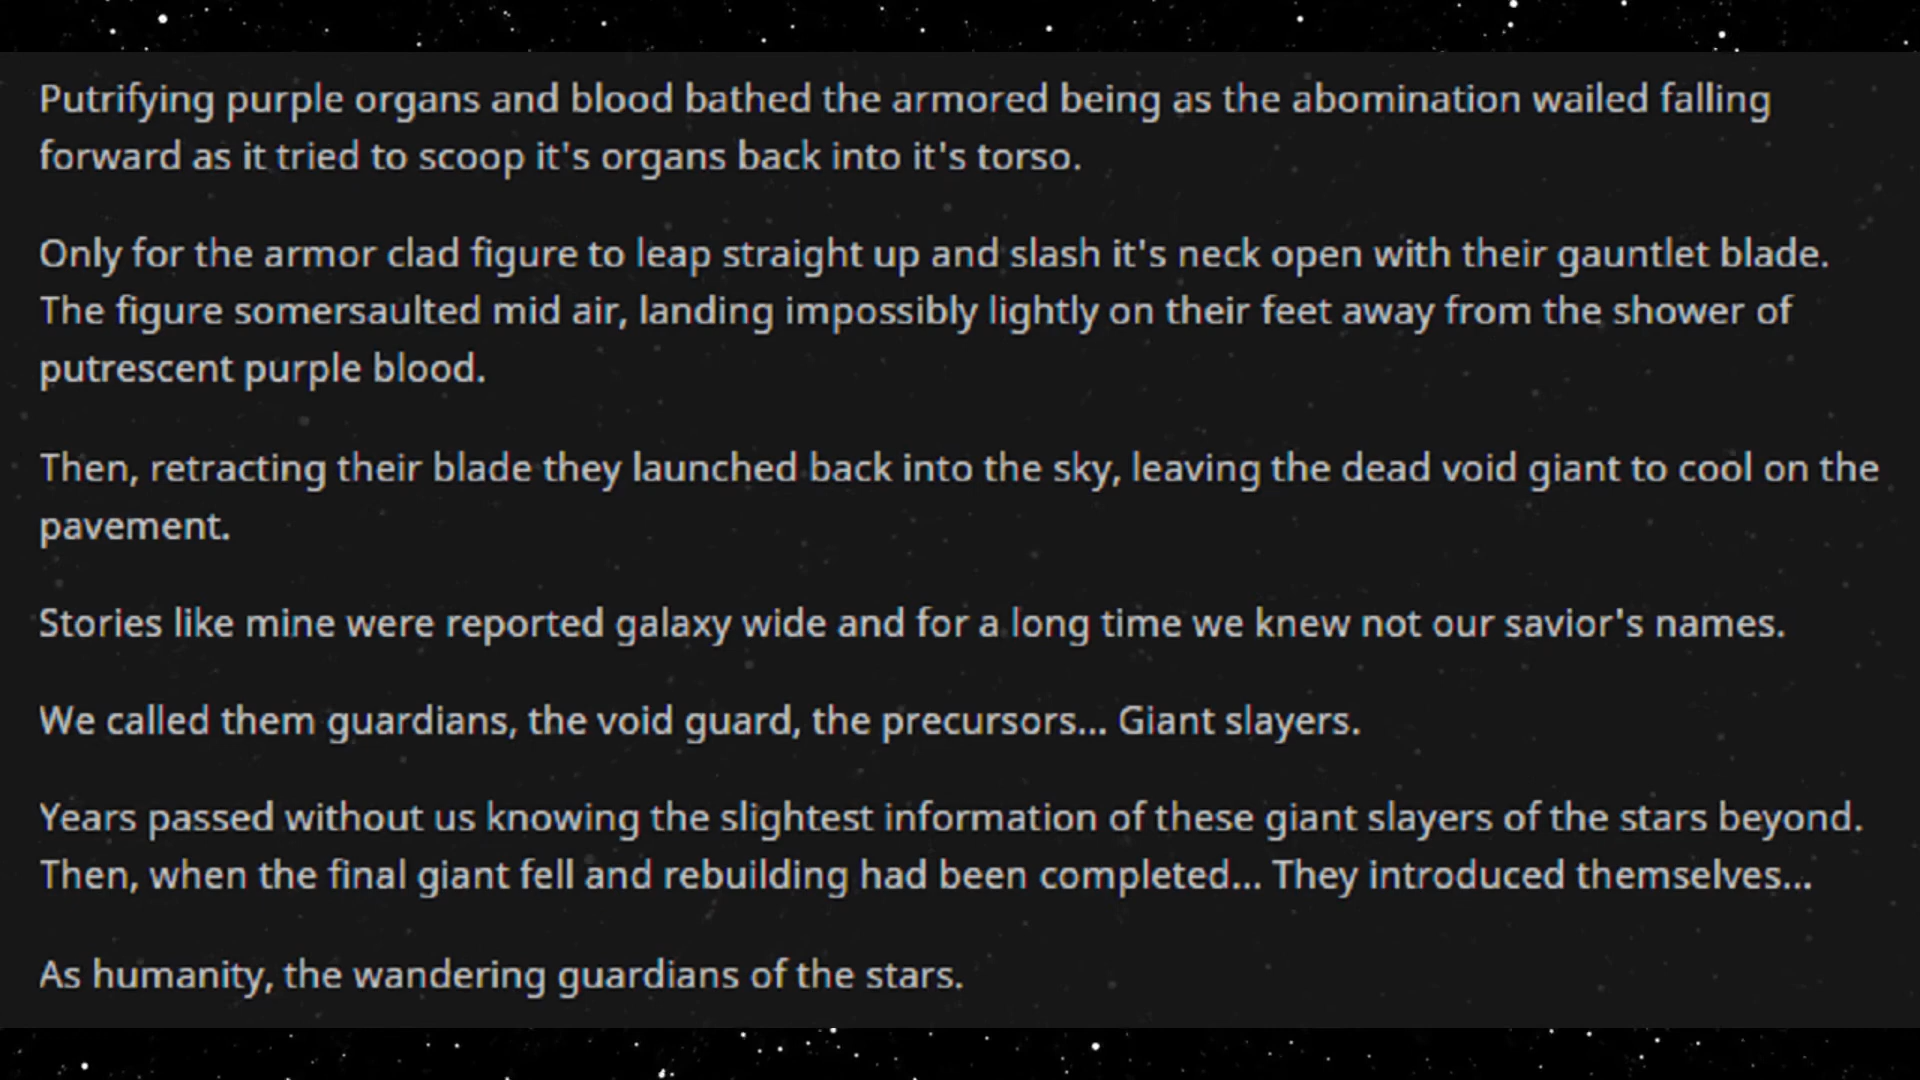 Putrifying purple organs and blood bathed the armored being as the abomination wailed falling
forward as it tried to scoop it's organs back into it's torso.
Only for the armor clad figure to leap straight up and slash it's neck open with their gauntlet blade.
The figure somersaulted mid air, landing impossibly lightly on their feet away from the shower of
putrescent purple blood.
Then, retracting their blade they launched back into the sky, leaving the dead void giant to cool on the
pavement.
Stories like mine were reported galaxy wide and for a long time we knew not our savior's names.
We called them guardians, the void guard, the precursors... Giant slayers.
Years passed without us knowing the slightest information of these giant slayers of the stars beyond.
Then, when the final giant fell and rebuilding had been completed... They introduced themselves...
As humanity, the wandering guardians of the stars.